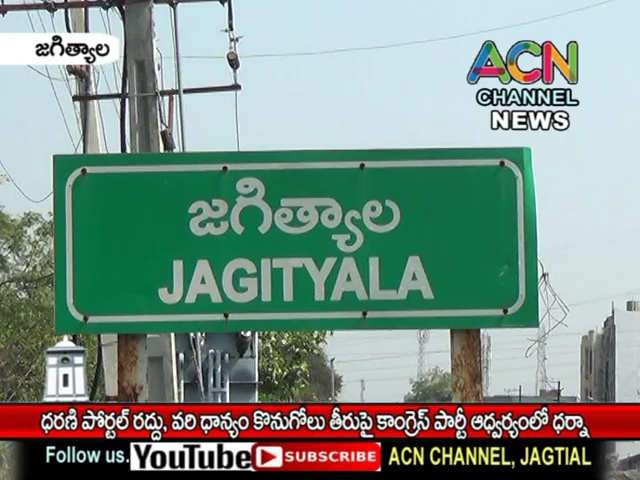 జగిత్యాల
ACN
CHANNEL
NEWS
జగిత్యాల
JAGITYALA
ధరణి పోర్టల్ రద్దు, వరి ధాన్యం కొనుగోలు తీరుపై కాంగ్రెస్ పార్టీ ఆధ్వర్యంలో ధర్నా
Follow us. YouTube SUBSCRIBE ACN CHANNEL, JAGTIAL